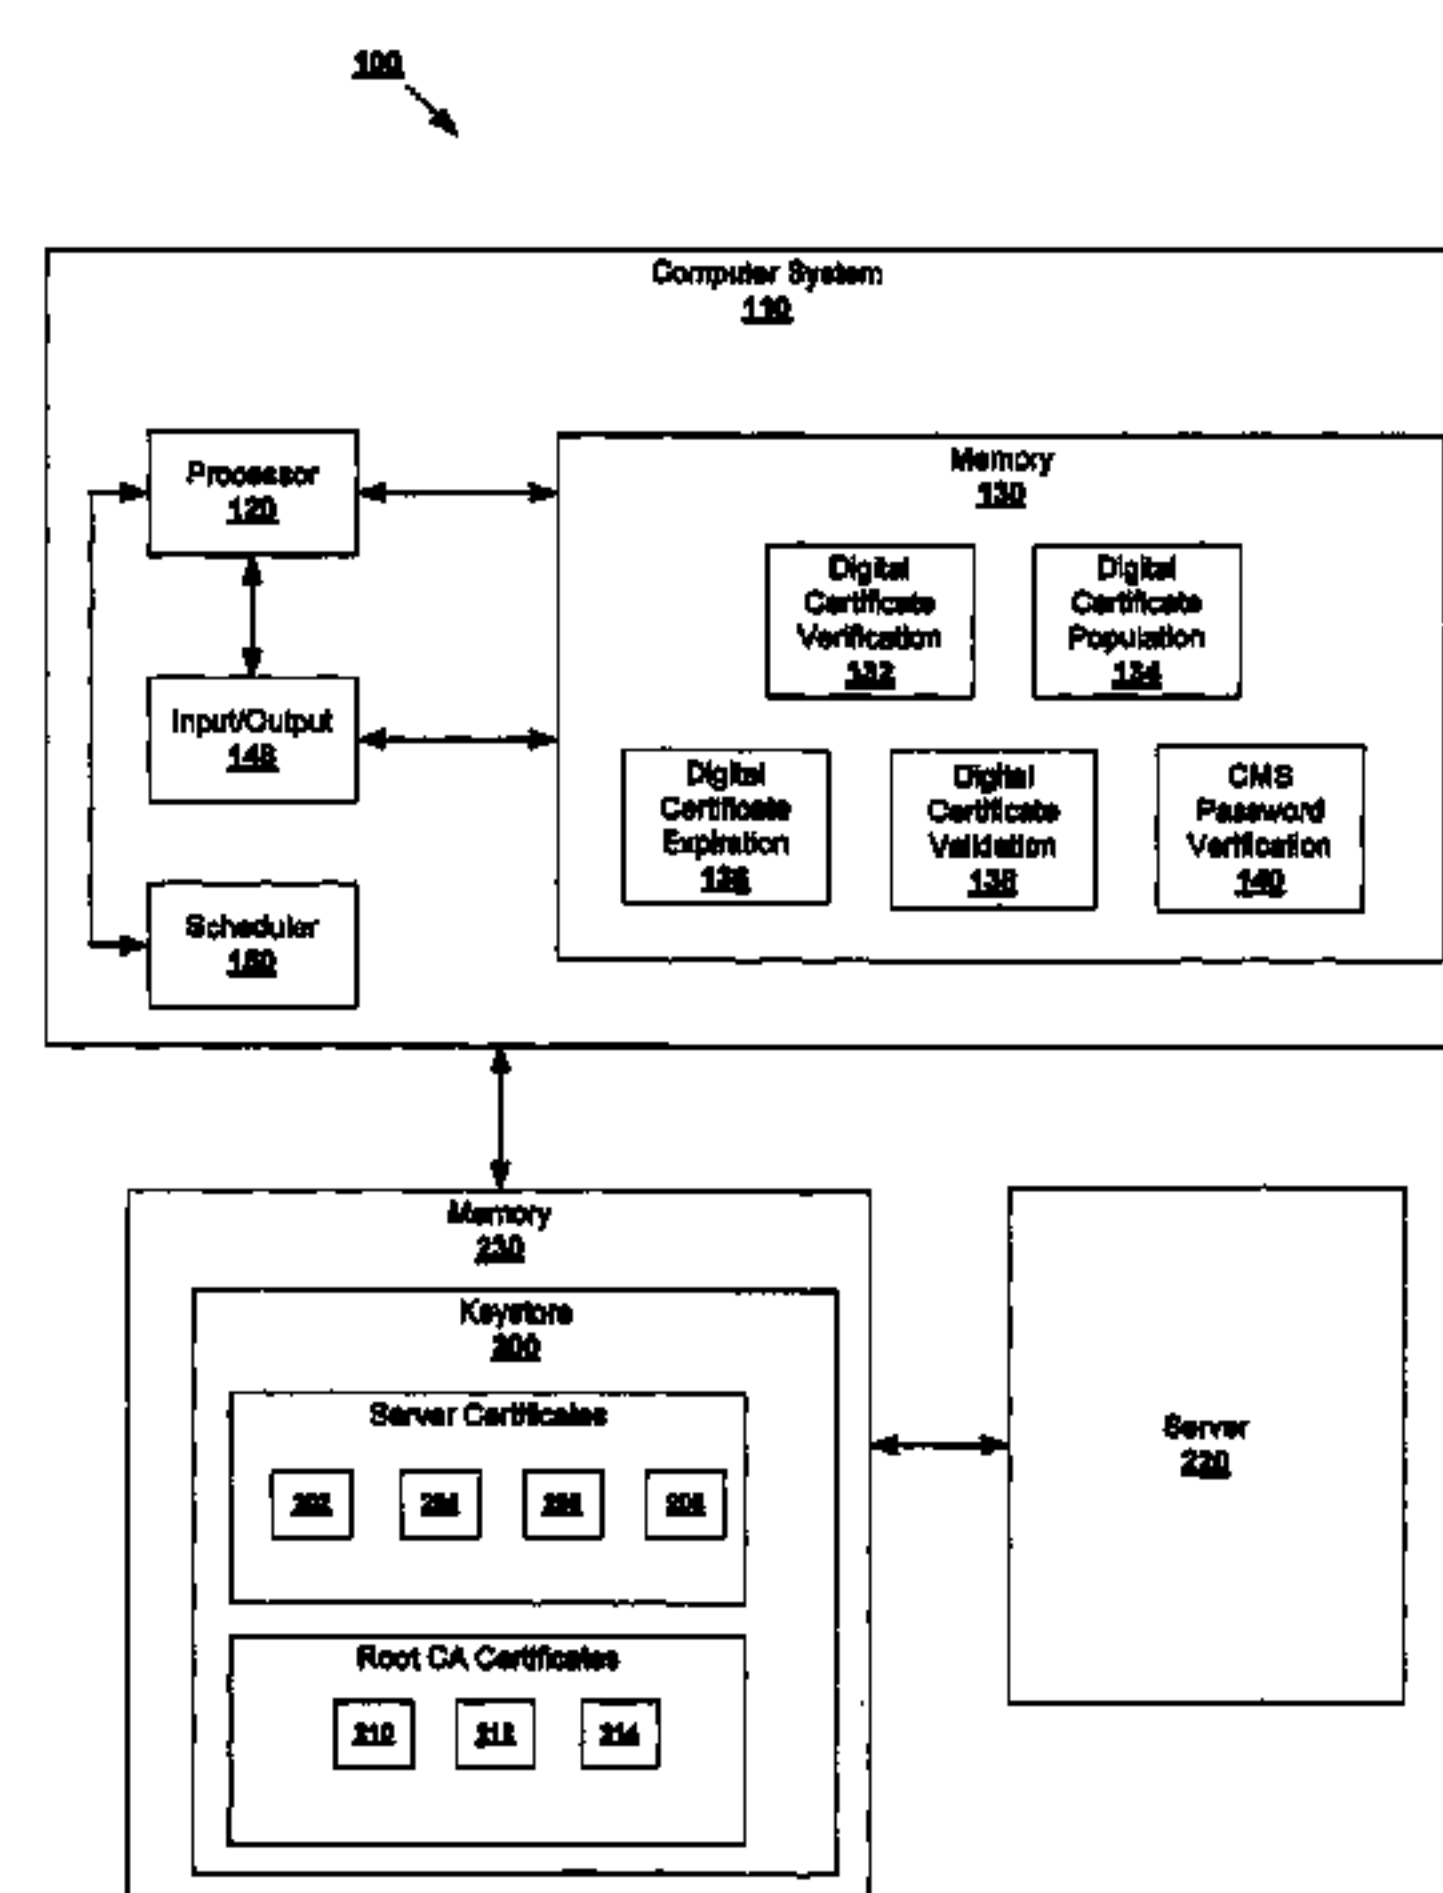 100
Computer System
110
Processor
120
Memory
130
Digital
Certificate
Verification
132
Digital
Certificate
Population
134
Input/Output
Digital
Certificate
Expiration
136
Digital
Certificate
Validation
138
CMS
Password
Verification
140
Scheduler
Memory
230
Keystore
200
Server Certificates
202
204
206
208
Root CA Certificates
210
212
214
Server
220